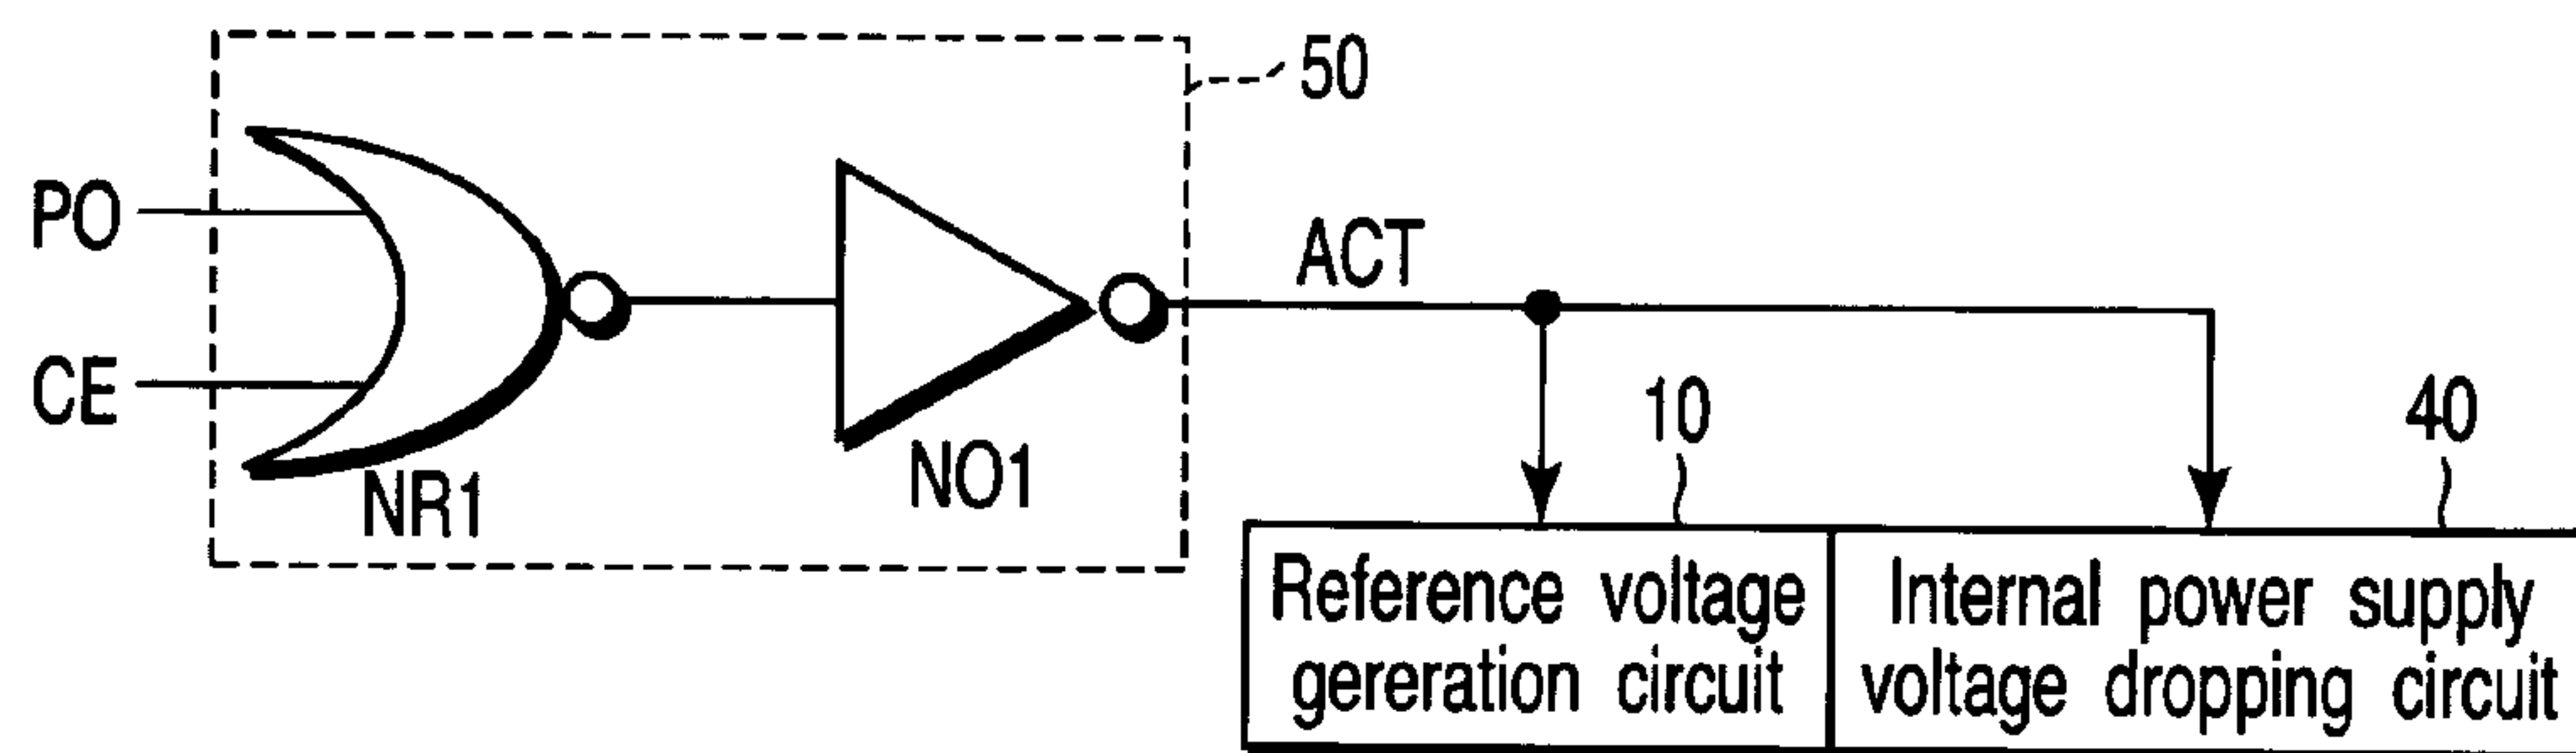 50
PO
CE
NR1
NO1
ACT
10
40
Reference voltage
gereration circuit
Internal power supply
voltage dropping circuit